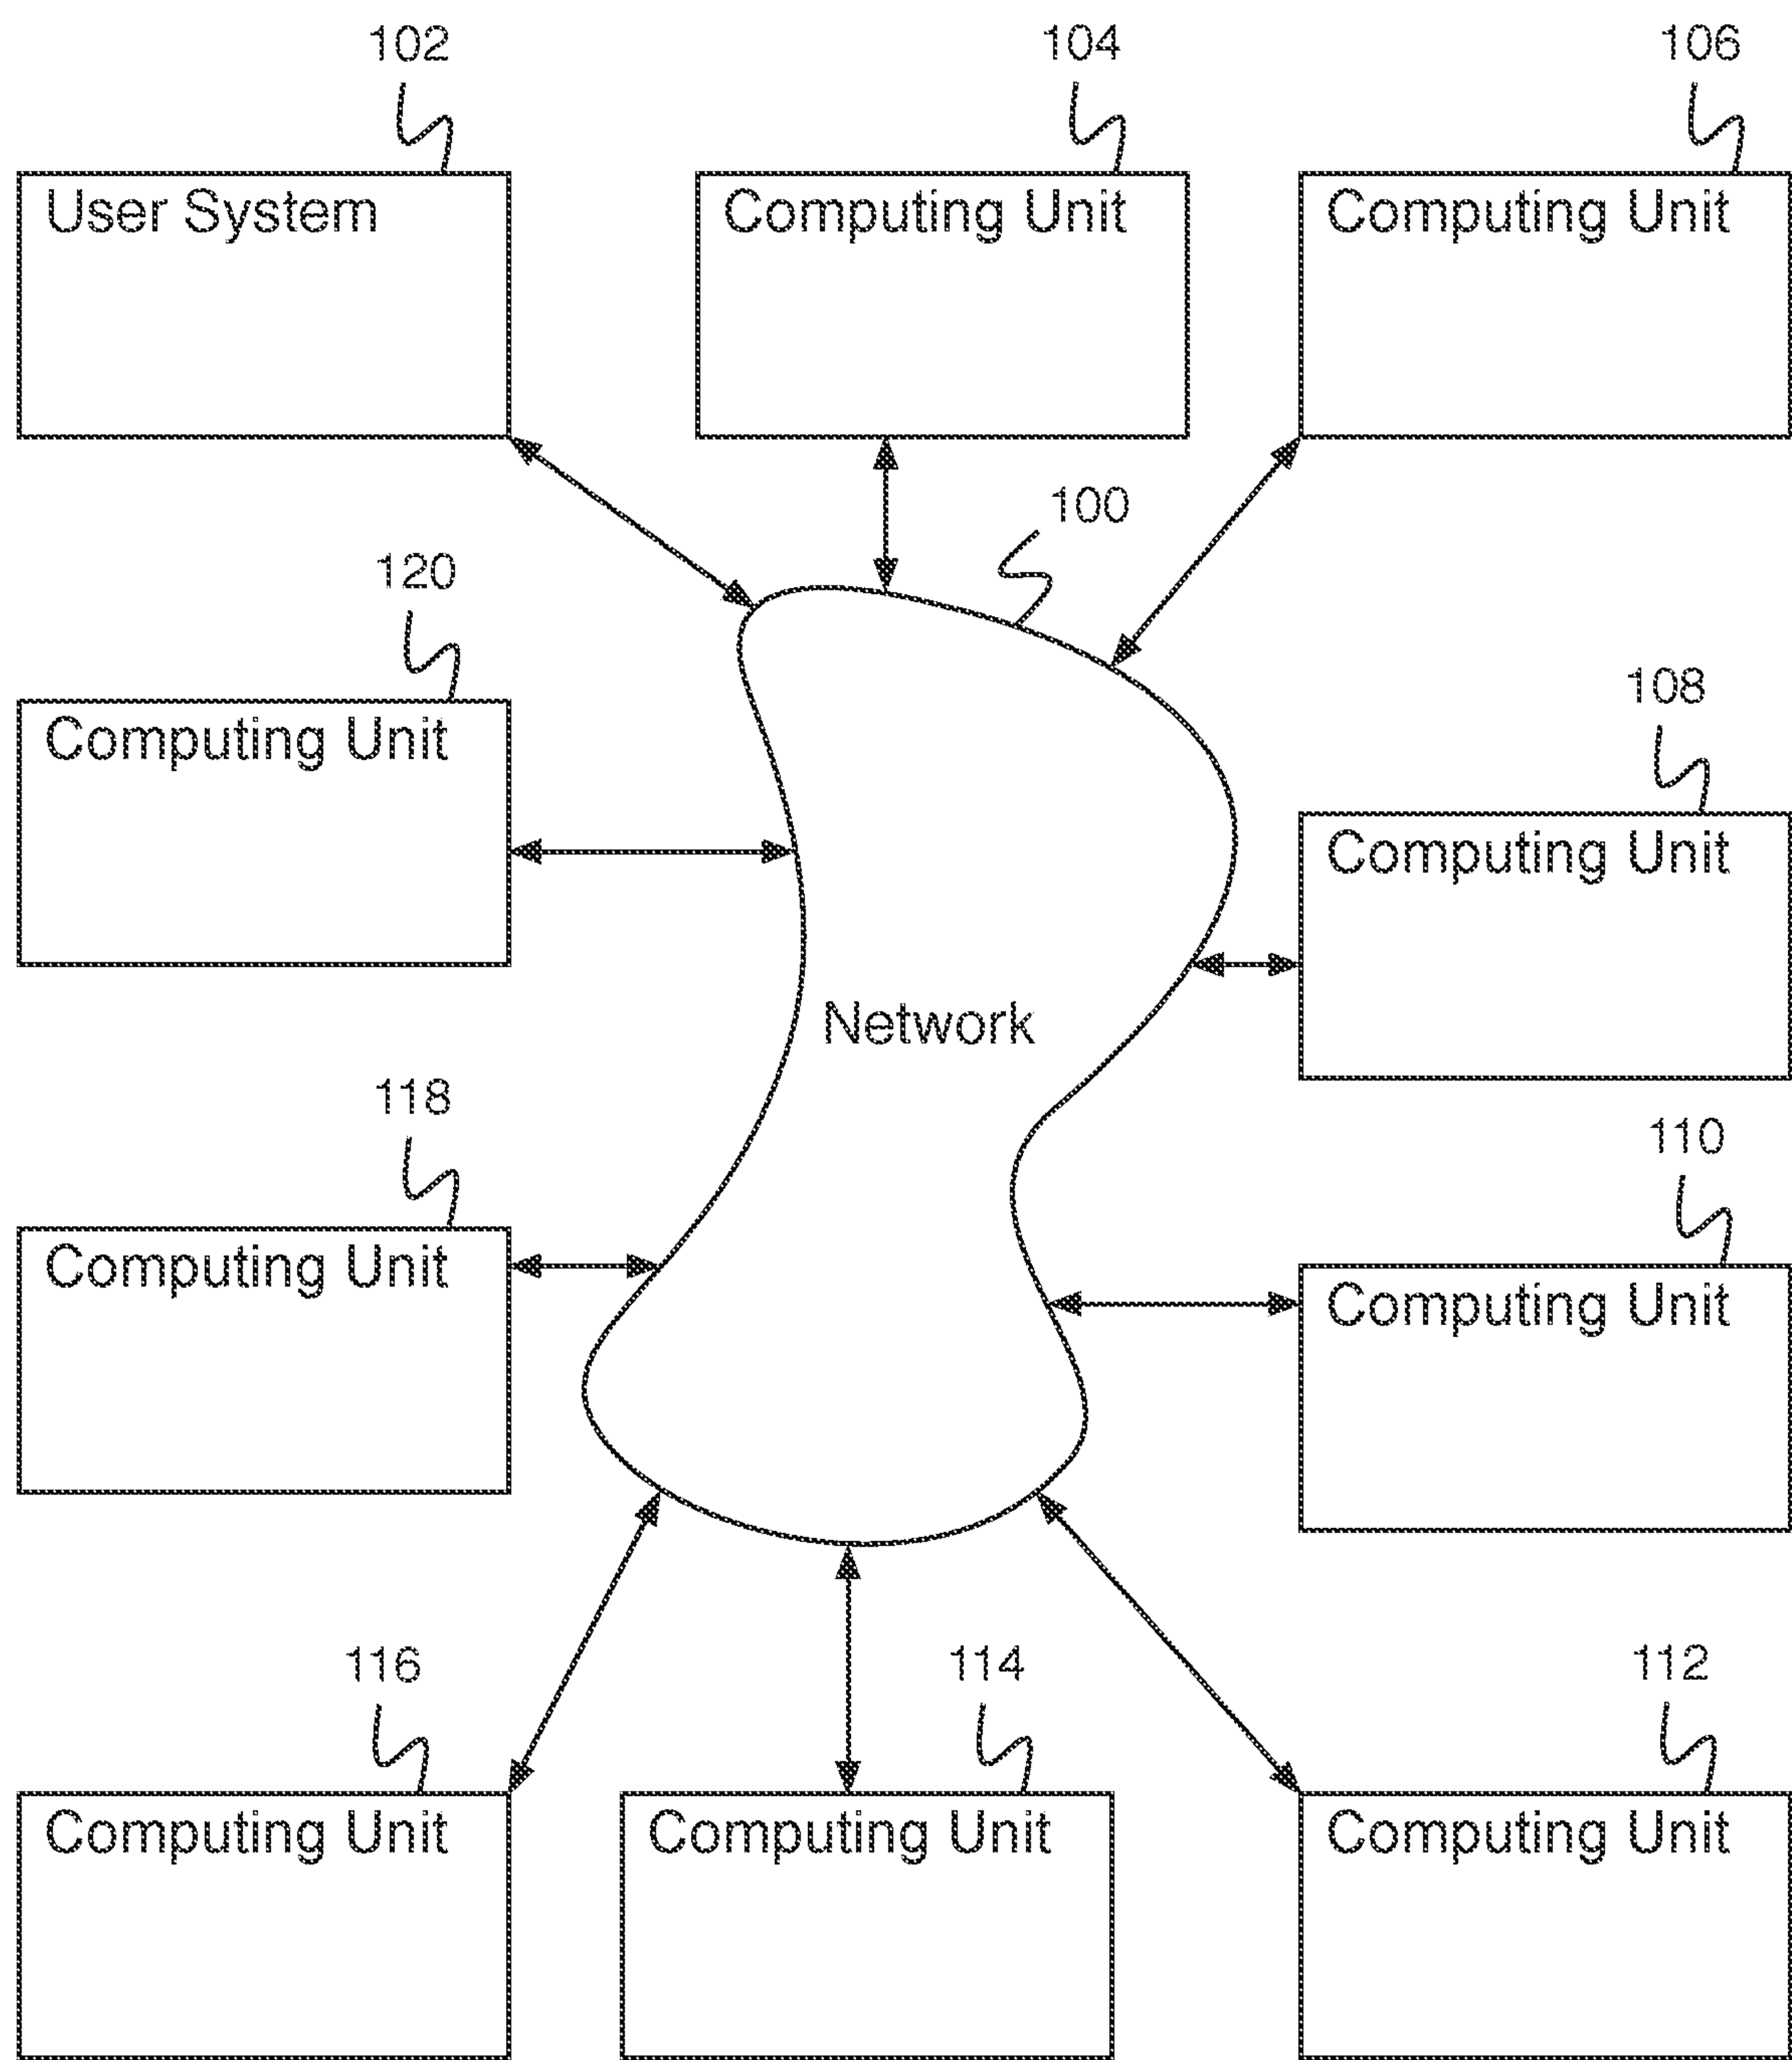 102
104
106
User System
Computing Unit
Computing Unit
100
120
Computing Unit
108
Computing Unit
Network
118
Computing Unit
110
Computing Unit
116
114
112
Computing Unit
Computing Unit
Computing Unit